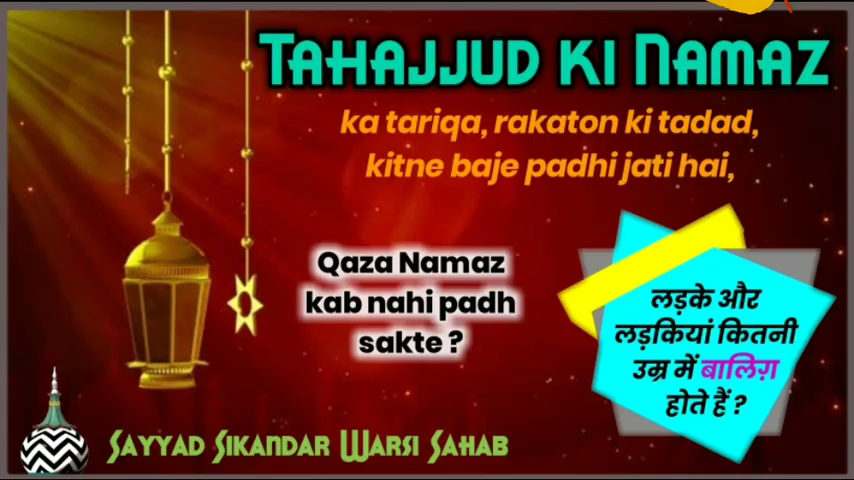 Tahajjud ki Namaz
ka tariqa, rakaton ki tadad,
kitne baje padhi jati hai,
Qaza Namaz
kab nahi padh
sakte ?
लड़के और
लड़कियां कितनी
उम्र में बालिग़
होते हैं ?
Sayyad Sikandar Warsi Sahab